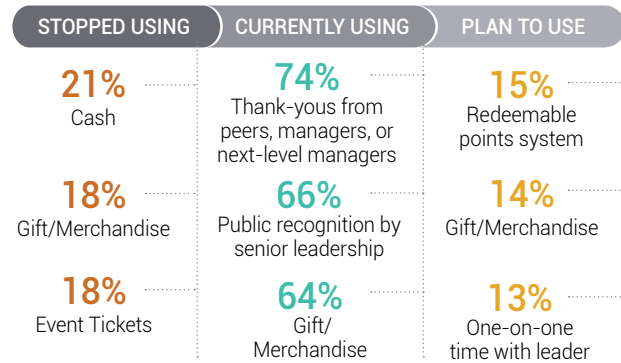 STOPPED USING
CURRENTLY USING
PLAN TO USE
21%
Cash
74%
Thank-yous from
peers, managers, or
next-level managers
15%
Redeemable
points system
18%
Gift/Merchandise
66%
Public recognition by
senior leadership
14%
Gift/Merchandise
18%
Event Tickets
64%
Gift/
Merchandise
13%
One-on-one
time with leader